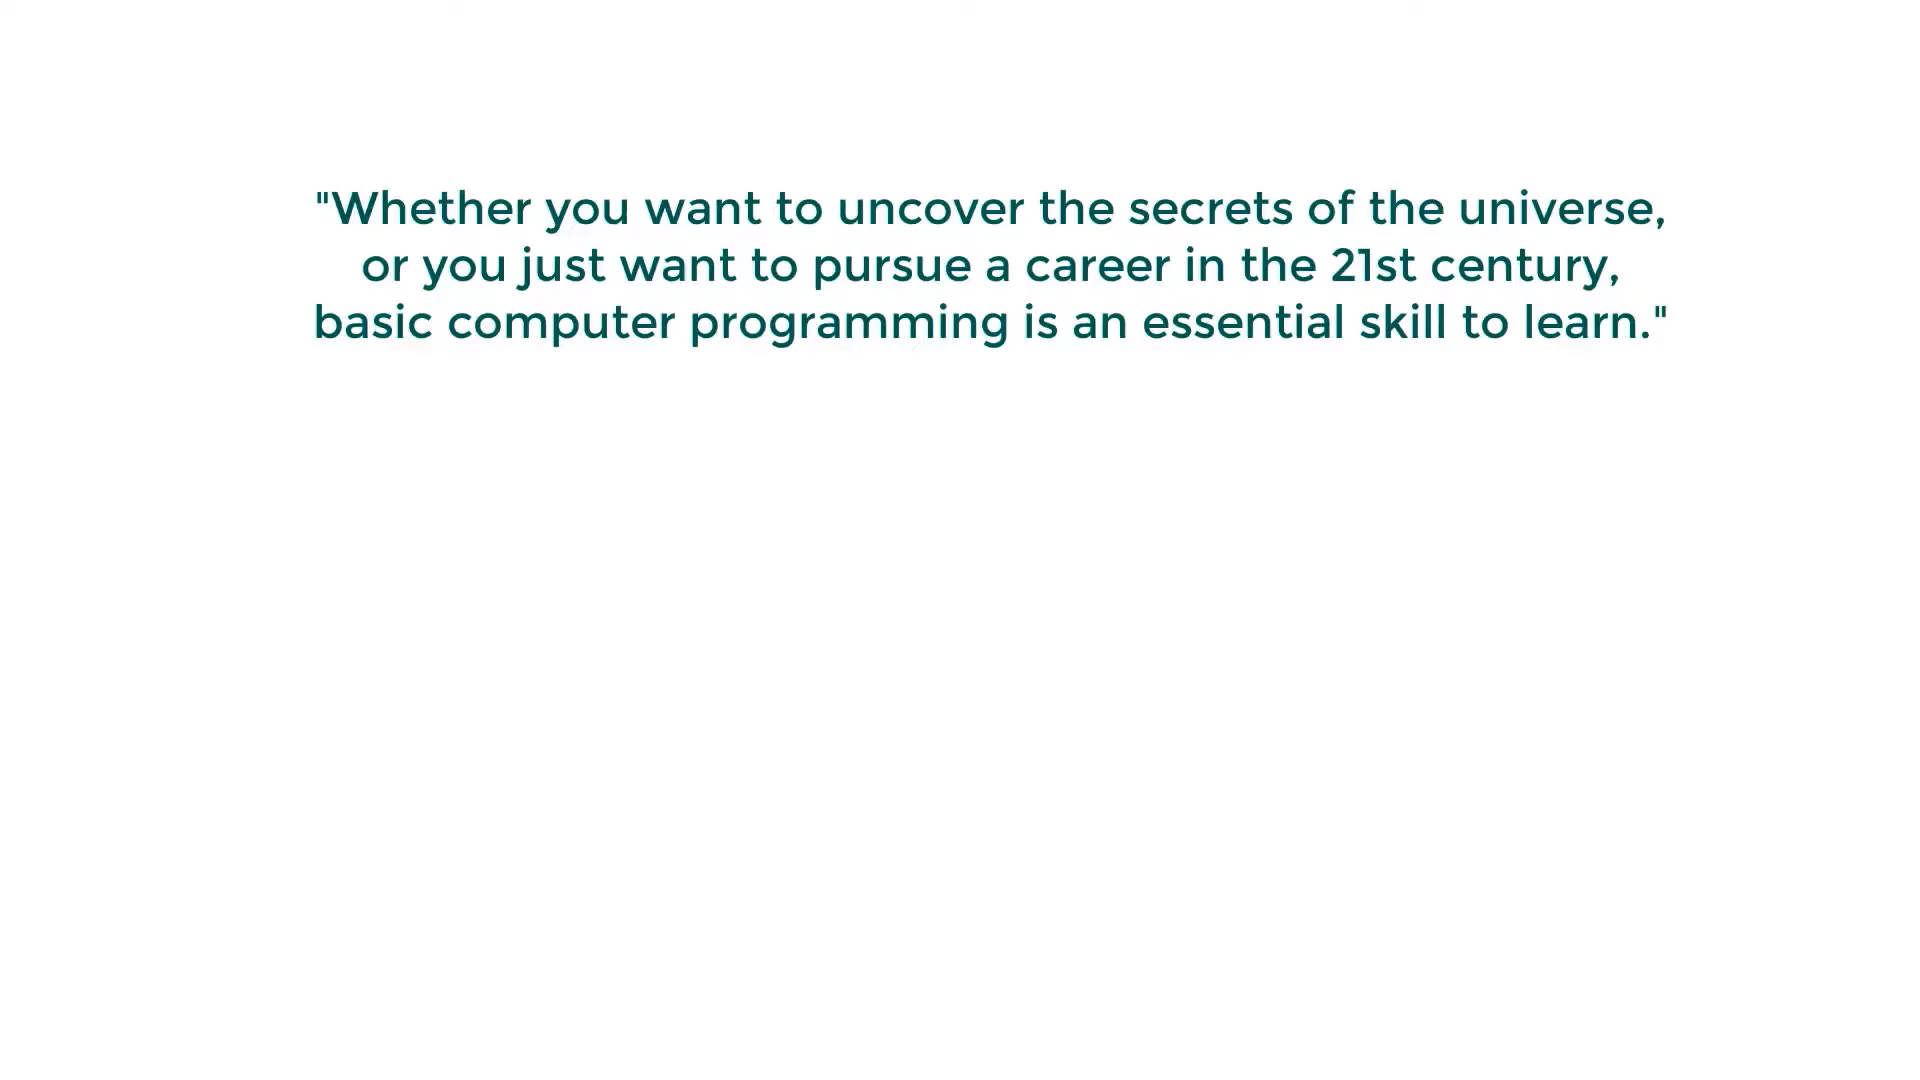 "Whether you want to uncover the secrets of the universe,
or you just want to pursue a career in the 21st century,
basic computer programming is an essential skill to learn."